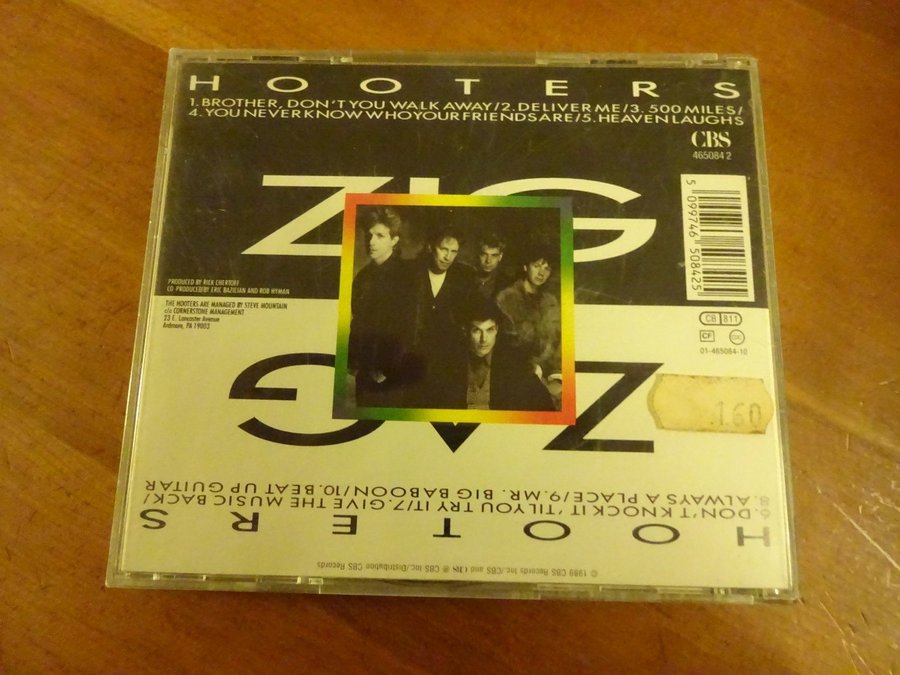 HOOTERS
1. BROTHER, DON'T YOU WALK AWAY/2. DELIVER ME/3. 500 MILES/
4. YOU NEVER KNOW WHO YOUR FRIENDS ARE/5. HEAVEN LAUGHS
CBS
465084 2
ZIG
5 099746 508425
PRODUCED BY RICK CHERTOFF
CO PRODUCED BY ERIC BAZILIAN AND ROB HYMAN
THE HOOTERS ARE MANAGED BY STEVE MOUNTAIN
c/o CORNERSTONE MANAGEMENT
23 E. Lancaster Avenue
Ardmore, PA 19003
CB 811
CF
01-465084-10
ZAG
.160
HOOTERS
6. DON'T KNOCK IT 'TIL YOU TRY IT/7. GIVE THE MUSIC BACK/
8. ALWAYS A PLACE/9. MR. BIG BABOON/10. BEAT UP GUITAR
© 1989 CBS Records Inc./CBS and CBS ® CBS Inc./Distribution CBS Records